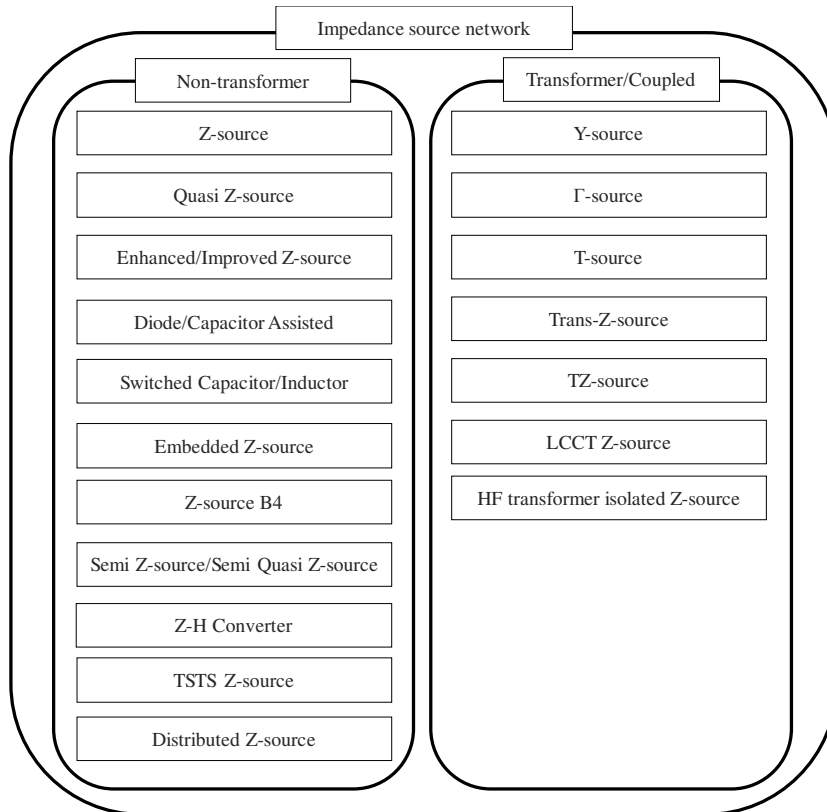 Impedance source network
Non-transformer
Z-source
Quasi Z-source
Enhanced/Improved Z-source
Diode/Capacitor Assisted
Switched Capacitor/Inductor
Embedded Z-source
Z-source B4
Semi Z-source/Semi Quasi Z-source
Z-H Converter
TSTS Z-source
Distributed Z-source
Transformer/Coupled
Y-source
Γ-source
T-source
Trans-Z-source
TZ-source
LCCT Z-source
HF transformer isolated Z-source